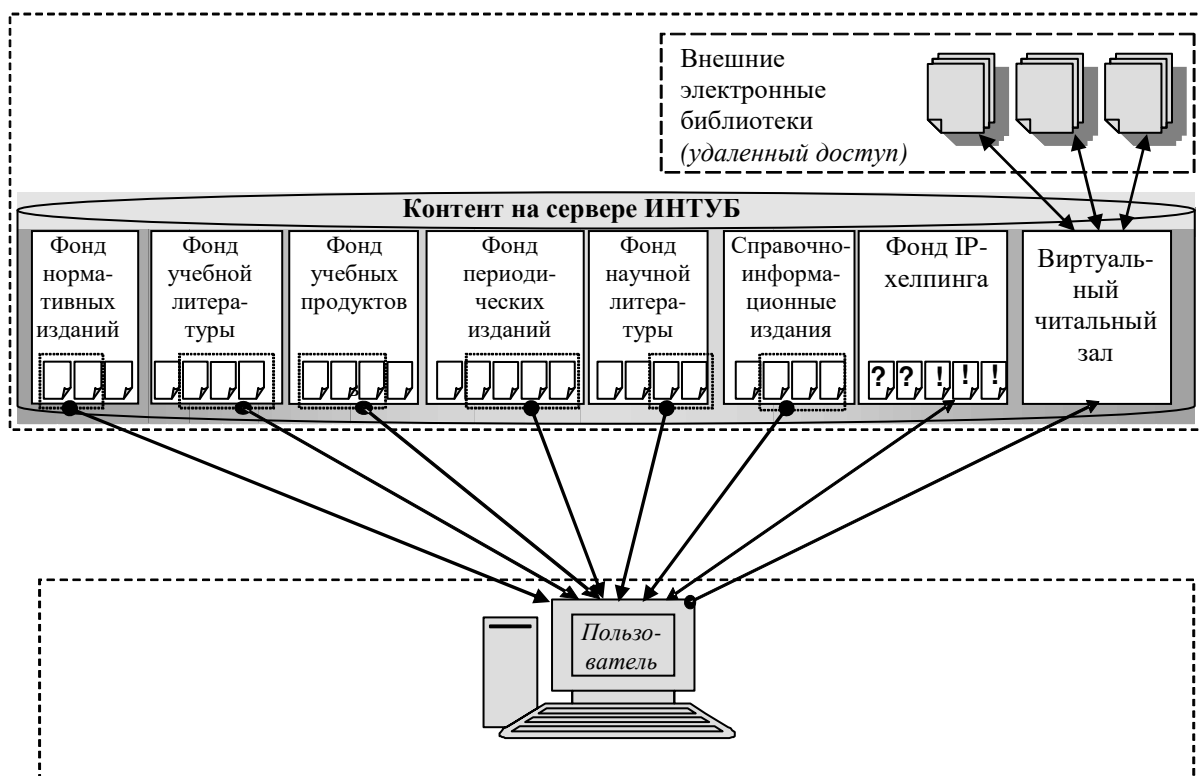 Внешние
электронные
библиотеки
(удаленный доступ)
Контент на сервере ИНТУБ
Фонд
норма-
тивных
изданий
Фонд
учебной
литера-
туры
Фонд
учебных
продуктов
Фонд
периоди-
ческих
изданий
Фонд
научной
литера-
туры
Справочно-
информа-
ционные
издания
Фонд IP-
хелпинга
? ? ! ! !
Виртуаль-
ный
читальный
зал
Пользо-
ватель